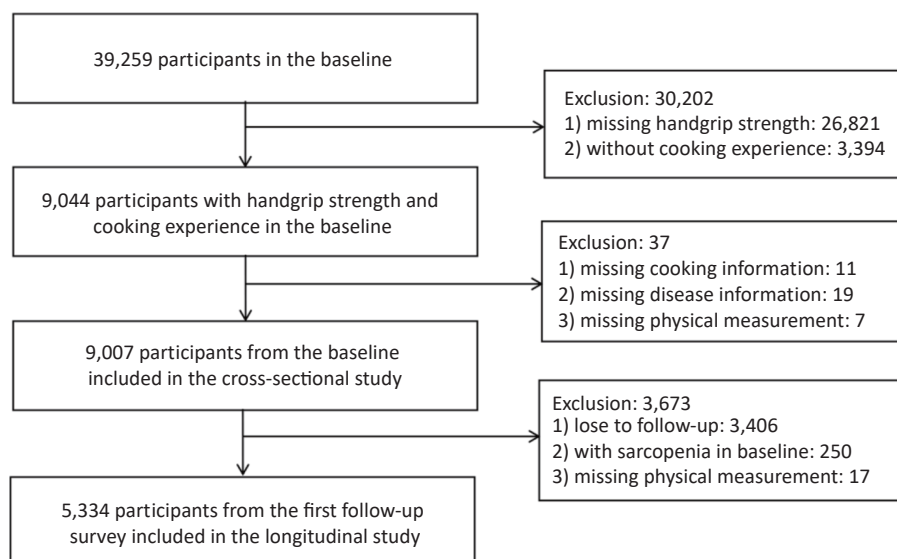 39,259 participants in the baseline
Exclusion: 30,202
1) missing handgrip strength: 26,821
2) without cooking experience: 3,394
9,044 participants with handgrip strength and
cooking experience in the baseline
Exclusion: 37
1) missing cooking information: 11
2) missing disease information: 19
3) missing physical measurement: 7
9,007 participants from the baseline
included in the cross-sectional study
Exclusion: 3,673
1) lose to follow-up: 3,406
2) with sarcopenia in baseline: 250
3) missing physical measurement: 17
5,334 participants from the first follow-up
survey included in the longitudinal study